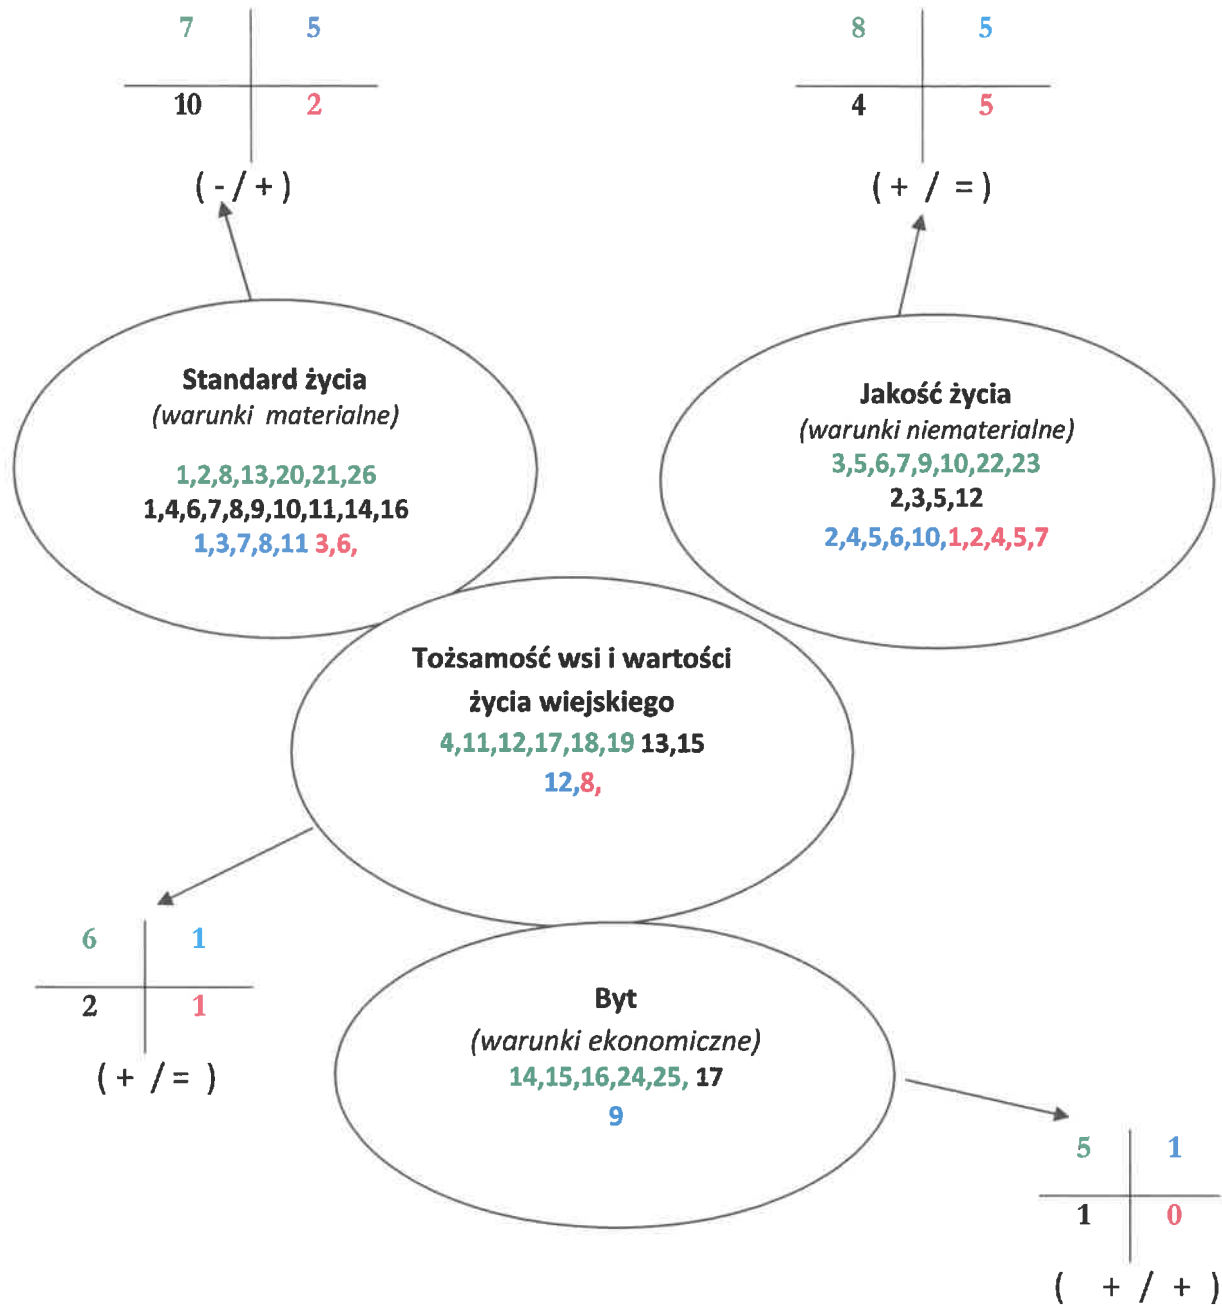 7 5
10 2
( - / + )
8 5
4 5
( + / = )
Standard życia
(warunki materialne)
1,2,8,13,20,21,26
1,4,6,7,8,9,10,11,14,16
1,3,7,8,11 3,6,
Jakość życia
(warunki niematerialne)
3,5,6,7,9,10,22,23
2,3,5,12
2,4,5,6,10,1,2,4,5,7
Tożsamość wsi i wartości
życia wiejskiego
4,11,12,17,18,19 13,15
12,8,
6 1
2 1
( + / = )
Byt
(warunki ekonomiczne)
14,15,16,24,25, 17
9
5 1
1 0
( + / + )